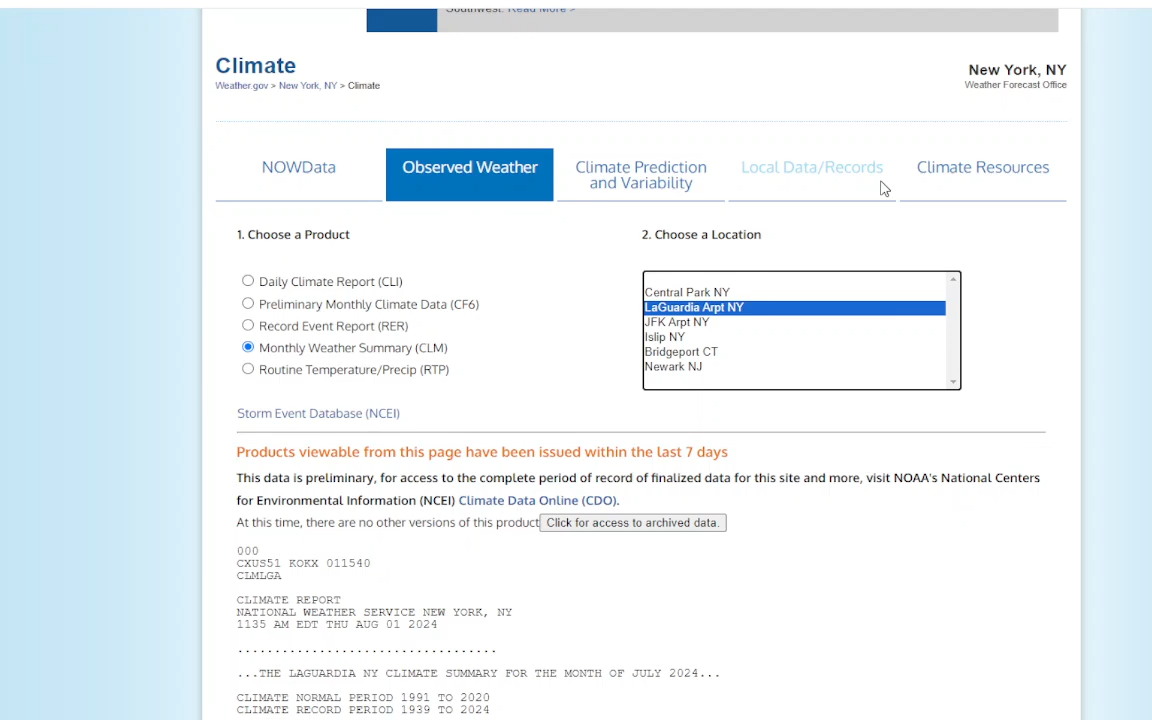 Southwest. Read More >
Climate
Weather.gov > New York, NY > Climate
New York, NY
Weather Forecast Office
NOWData
Observed Weather
Climate Prediction
and Variability
Local Data/Records
Climate Resources
1. Choose a Product
2. Choose a Location
Daily Climate Report (CLI)
Preliminary Monthly Climate Data (CF6)
Record Event Report (RER)
Monthly Weather Summary (CLM)
Routine Temperature/Precip (RTP)
Central Park NY
LaGuardia Arpt NY
JFK Arpt NY
Islip NY
Bridgeport CT
Newark NJ
Storm Event Database (NCEI)
Products viewable from this page have been issued within the last 7 days
This data is preliminary, for access to the complete period of record of finalized data for this site and more, visit NOAA's National Centers
for Environmental Information (NCEI) Climate Data Online (CDO).
At this time, there are no other versions of this product Click for access to archived data.
000
CXUS51 KOKX 011540
CLMLGA
CLIMATE REPORT
NATIONAL WEATHER SERVICE NEW YORK, NY
1135 AM EDT THU AUG 01 2024
...................................
...THE LAGUARDIA NY CLIMATE SUMMARY FOR THE MONTH OF JULY 2024...
CLIMATE NORMAL PERIOD 1991 TO 2020
CLIMATE RECORD PERIOD 1939 TO 2024